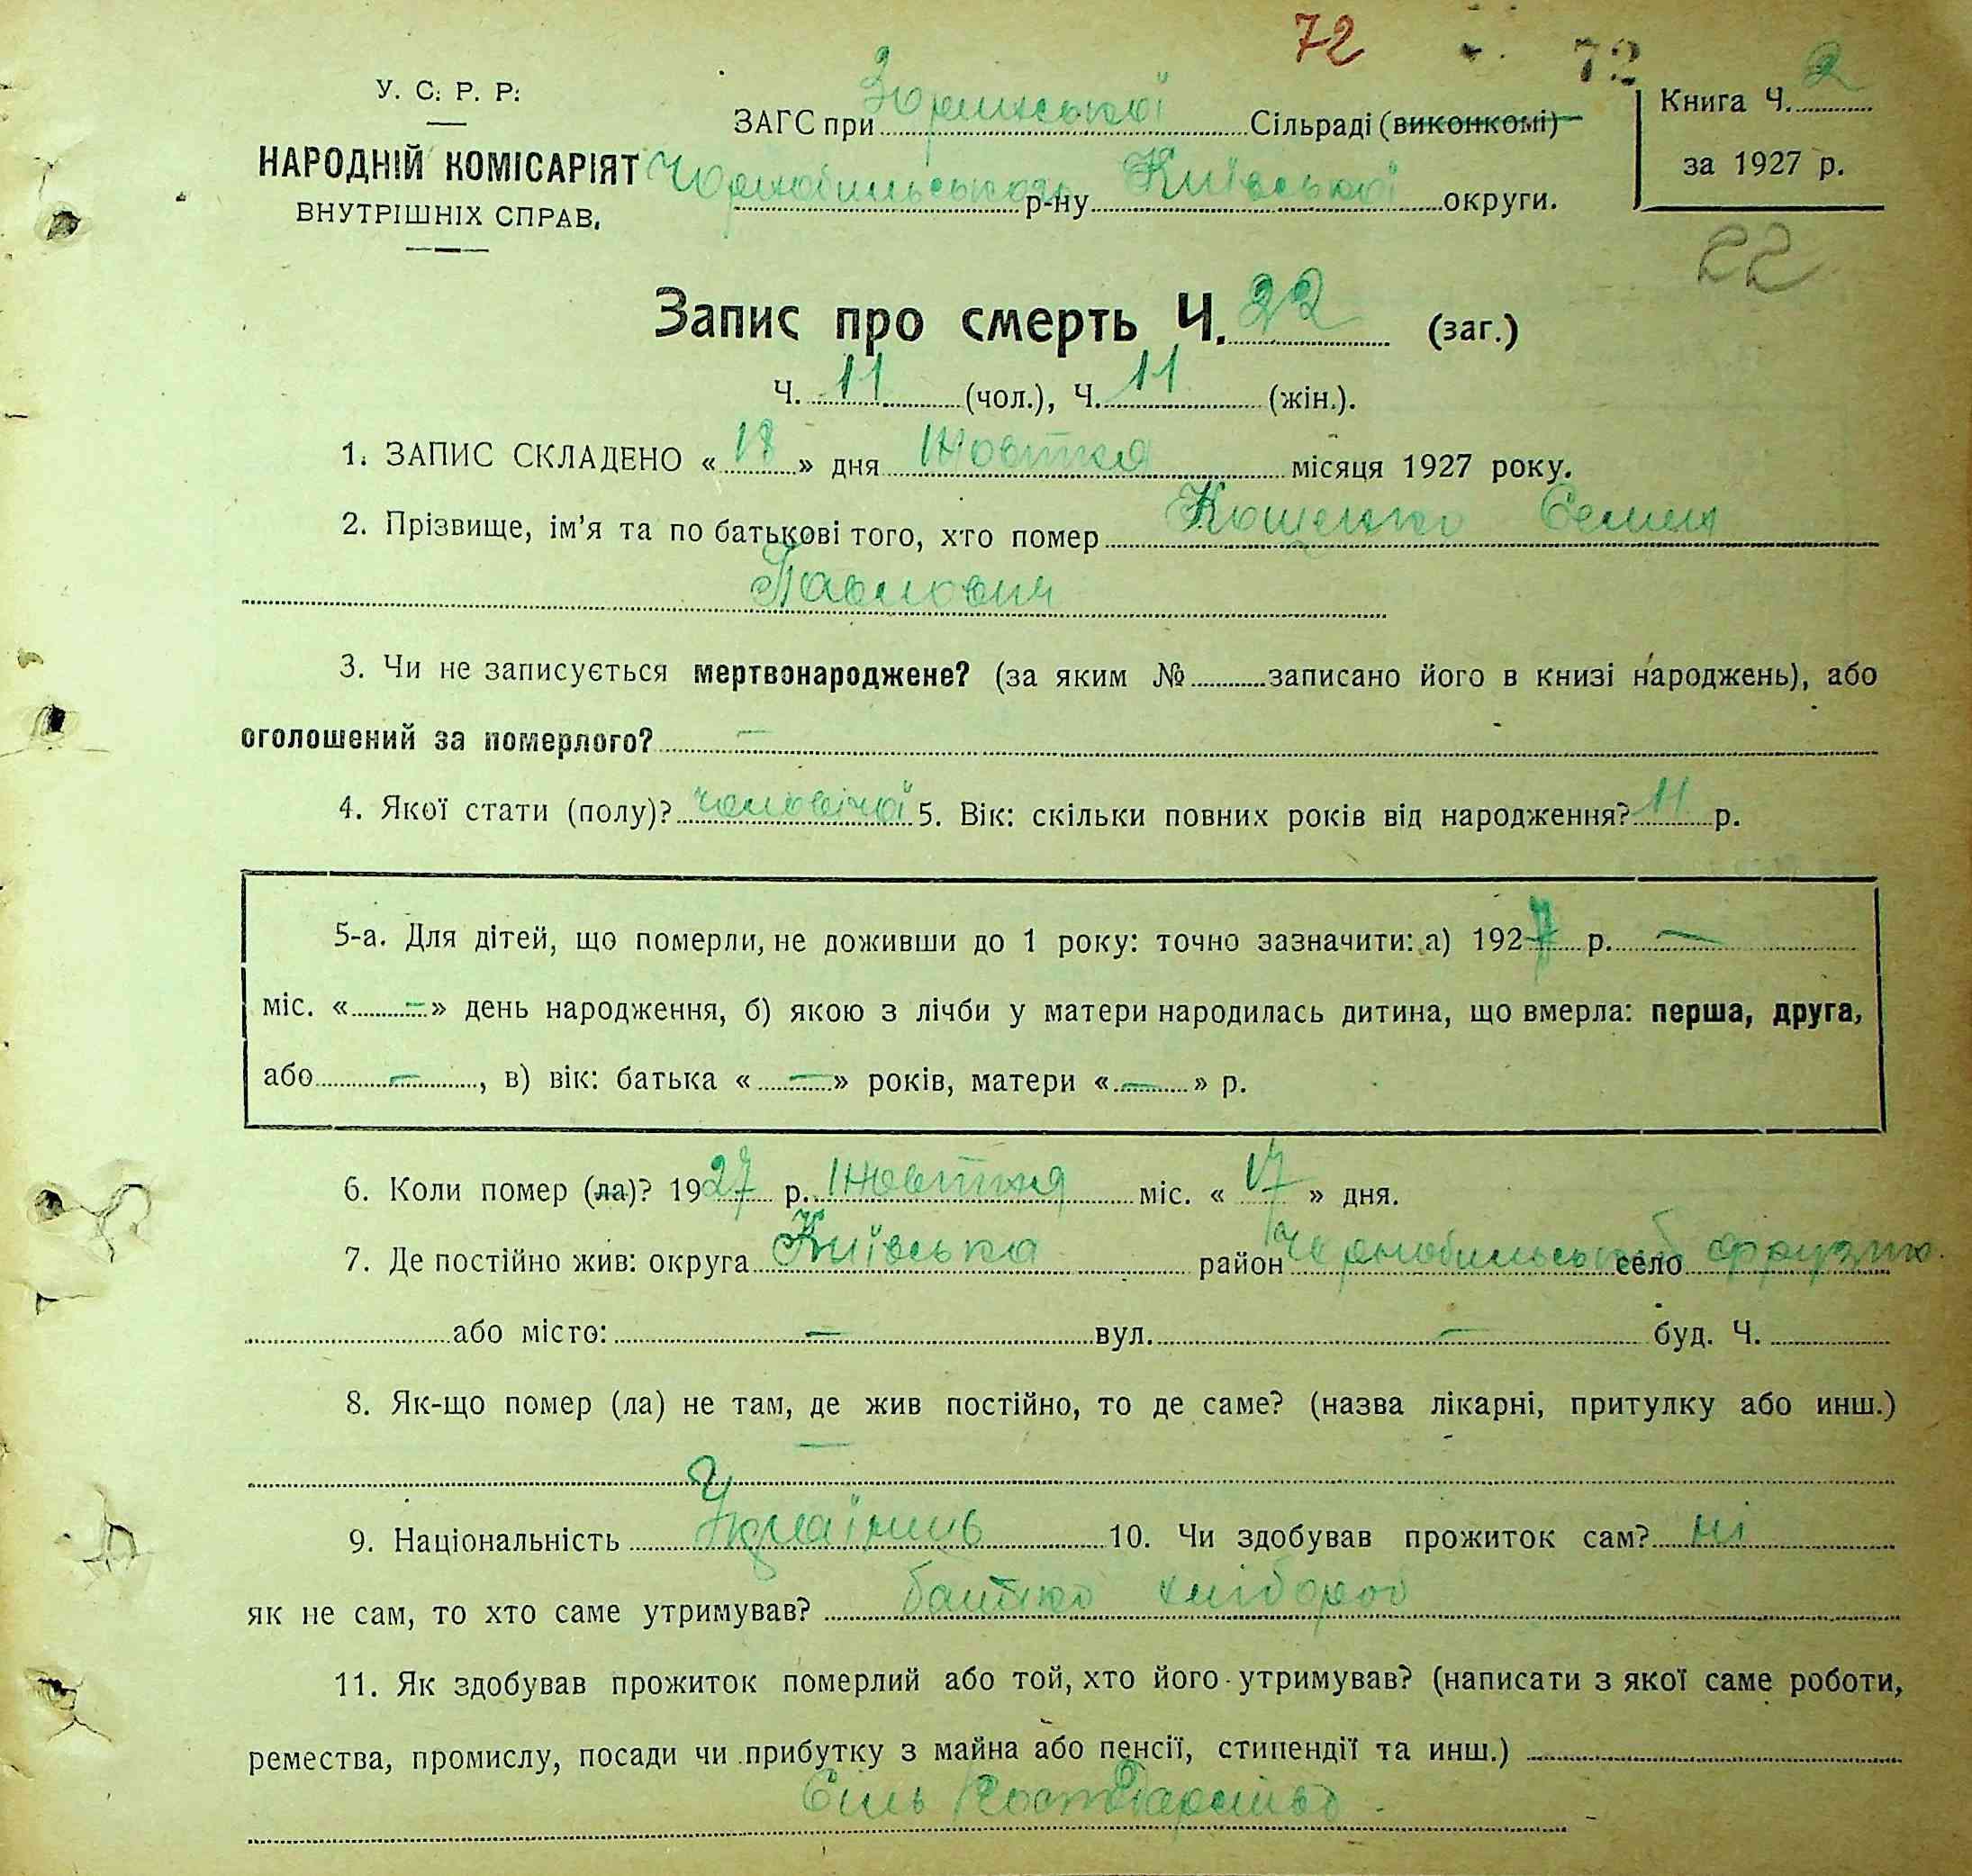 72 72
У. С. Р. Р.
ЗАГС при Зоринської Сільраді (виконкомі)
Книга Ч. 2
НАРОДНІЙ КОМІСАРІЯТ
за 1927 р.
ВНУТРІШНІХ СПРАВ.
Чорнобильського р-ну Київської округи.
22
Запис про смерть Ч. 22 (заг.)
Ч. 11 (чол.), Ч. 11 (жін.).
1. ЗАПИС СКЛАДЕНО « 18 » дня Жовтня місяця 1927 року.
2. Прізвище, ім’я та по батькові того, хто помер Кощенко Семен
Павлович
3. Чи не записується мертвонароджене? (за яким № записано його в книзі народжень), або
оголошений за померлого? —
4. Якої стати (полу)? чоловічої 5. Вік: скільки повних років від народження? 11 р.
5-а. Для дітей, що померли, не доживши до 1 року: точно зазначити: а) 1927 р. —
міс. « — » день народження, б) якою з лічби у матери народилась дитина, що вмерла: перша, друга,
або — , в) вік: батька « — » років, матери « — » р.
6. Коли помер (ла)? 1927 р. Жовтня міс. « 17 » дня.
7. Де постійно жив: округа Київська район Чорнобильський село
або місто: — вул. — буд. Ч.
8. Як-що помер (ла) не там, де жив постійно, то де саме? (назва лікарні, притулку або инш.)
—
9. Національність Українець 10. Чи здобував прожиток сам? ні
як не сам, то хто саме утримував? батько хлібороб
11. Як здобував прожиток померлий або той, хто його утримував? (написати з якої саме роботи,
ремества, промислу, посади чи прибутку з майна або пенсії, стипендії та инш.)
Сіль Господарство